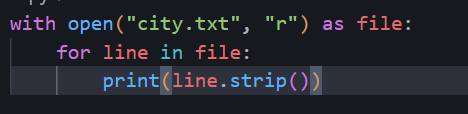 with open("city.txt", "r") as file:
    for line in file:
        print(line.strip())